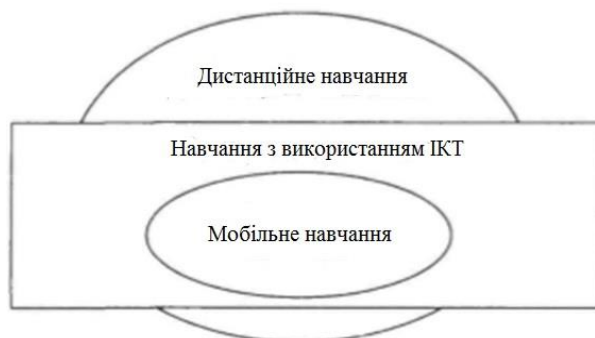 Дистанційне навчання
Навчання з використанням ІКТ
Мобільне навчання